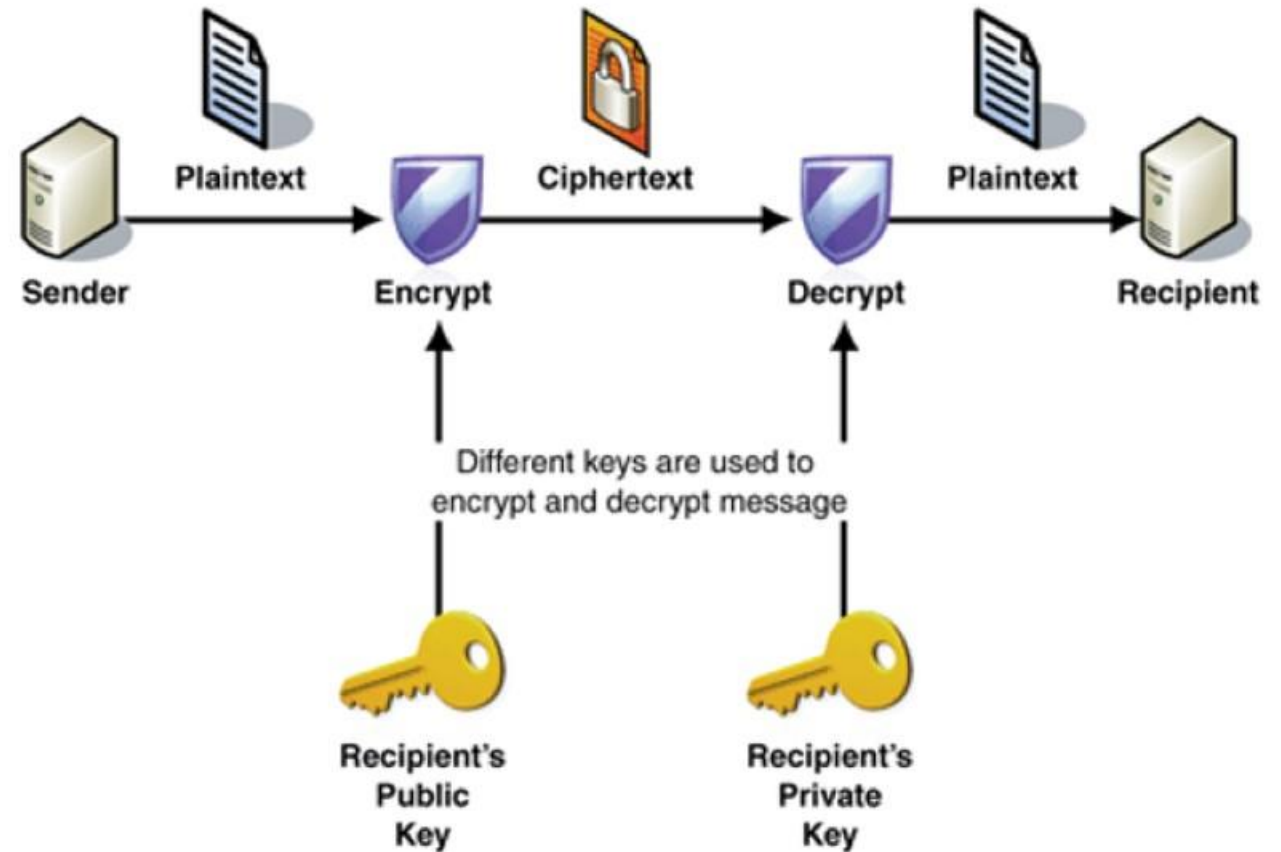 Plaintext
Ciphertext
Plaintext
Sender
Encrypt
Decrypt
Recipient
Different keys are used to
encrypt and decrypt message
Recipient's
Public
Key
Recipient's
Private
Key